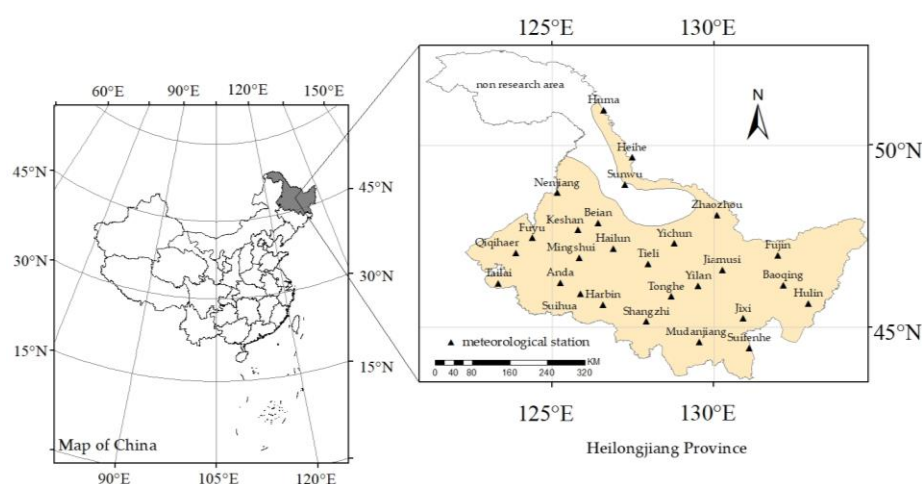 125°E 130°E
60°E 90°E 120°E 150°E
non research area
N
Huma
50°N
Heihe
45°N 45°N
Sunwu
Nenjiang
Zhaozhou
Beian
Keshan
Fuyu Yichun
Qiqihaer Mingshui Hailun Fujin
Tieli Jiamusi
30°N 30°N
Tailai Anda Yilan Baoqing
Suihua Harbin Tonghe Hulin
Shangzhi Jixi
45°N
Mudanjiang Suifenhe
meteorological station
15°N 15°N
KM
0 40 80 160 240 320
125°E 130°E
Map of China
Heilongjiang Province
90°E 105°E 120°E